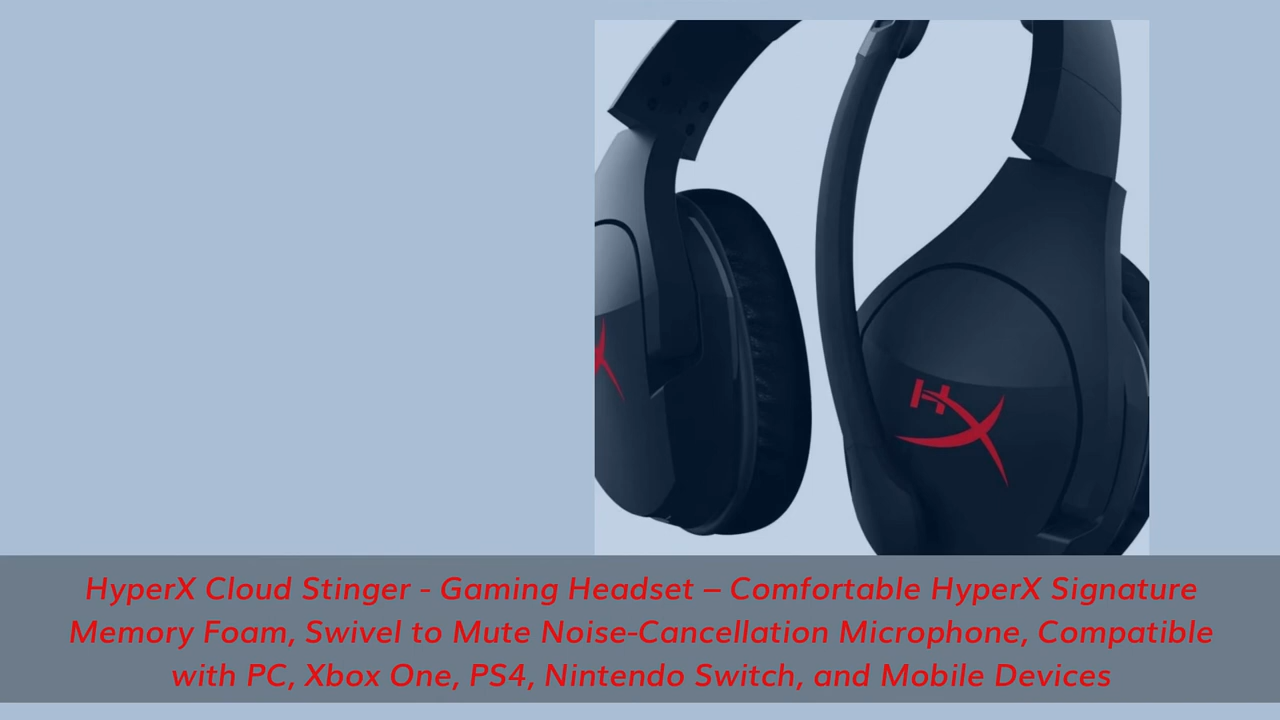 HX
HyperX Cloud Stinger - Gaming Headset – Comfortable HyperX Signature
Memory Foam, Swivel to Mute Noise-Cancellation Microphone, Compatible
with PC, Xbox One, PS4, Nintendo Switch, and Mobile Devices